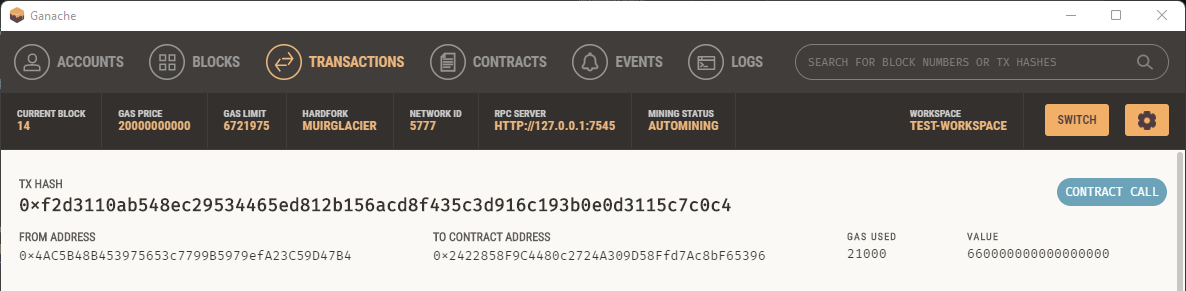 Ganache
ACCOUNTS BLOCKS TRANSACTIONS CONTRACTS EVENTS LOGS SEARCH FOR BLOCK NUMBERS OR TX HASHES
CURRENT BLOCK GAS PRICE GAS LIMIT HARDFORK NETWORK ID RPC SERVER MINING STATUS WORKSPACE
14 20000000000 6721975 MUIRGLACIER 5777 HTTP://127.0.0.1:7545 AUTOMINING TEST-WORKSPACE SWITCH
TX HASH
0×f2d3110ab548ec29534465ed812b156acd8f435c3d916c193b0e0d3115c7c0c4 CONTRACT CALL
FROM ADDRESS TO CONTRACT ADDRESS GAS USED VALUE
0×4AC5B48B453975653c7799B5979efA23C59D47B4 0×2422858F9C4480c2724A309D58Ffd7Ac8bF65396 21000 660000000000000000